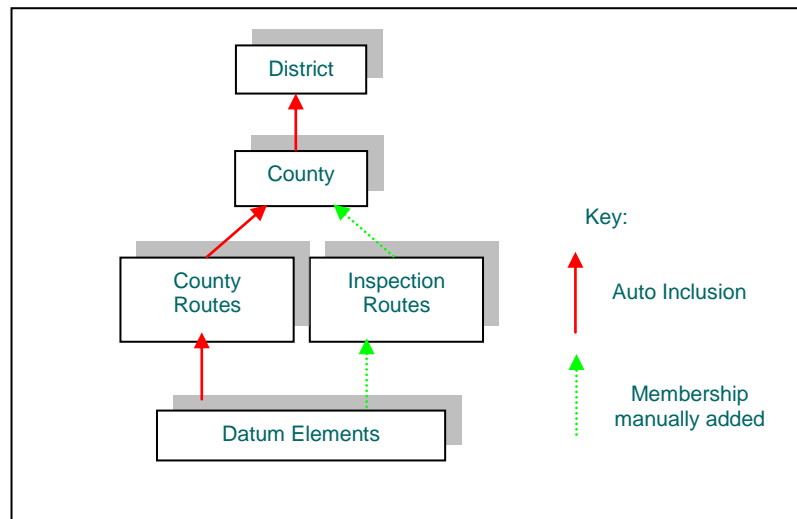 District
County
Key:
County
Routes
Inspection
Routes
Auto Inclusion
Membership
manually added
Datum Elements